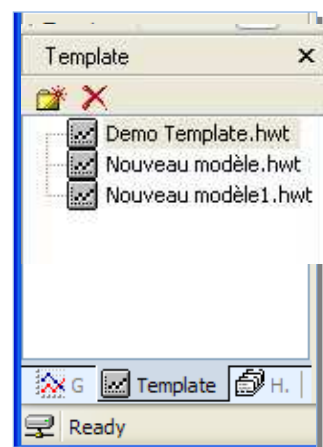 Template
Demo Template.hwt
Nouveau modèle.hwt
Nouveau modèle1.hwt
G Template H.
Ready